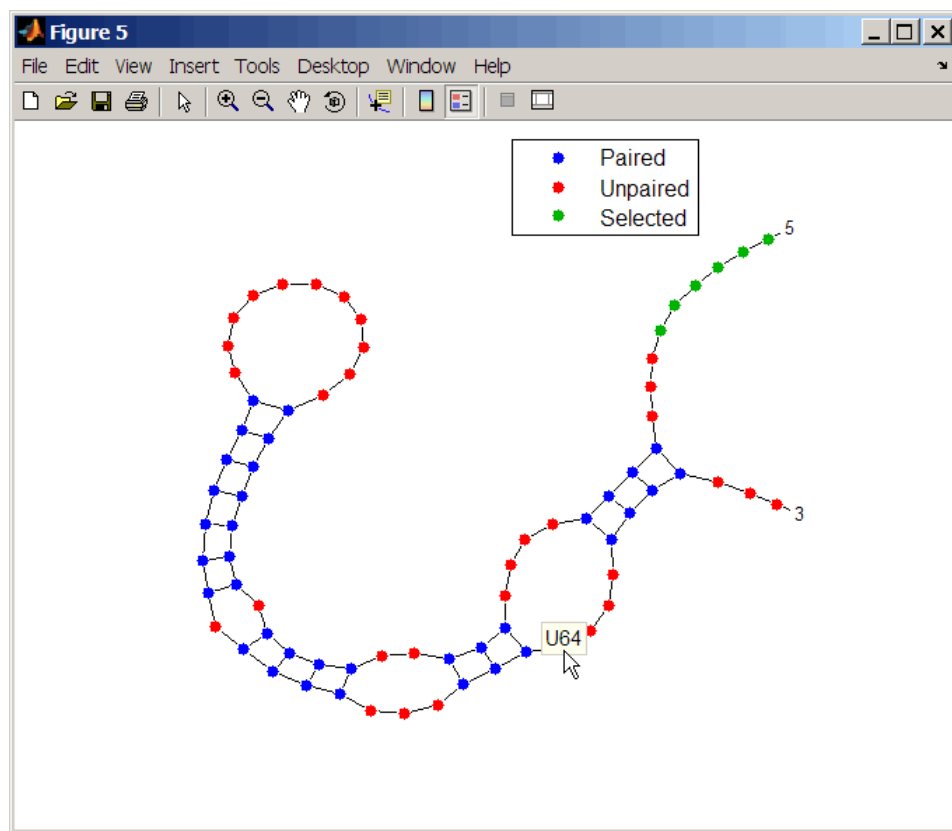 Figure 5
File Edit View Insert Tools Desktop Window Help
Paired
Unpaired
Selected
5
3
U64